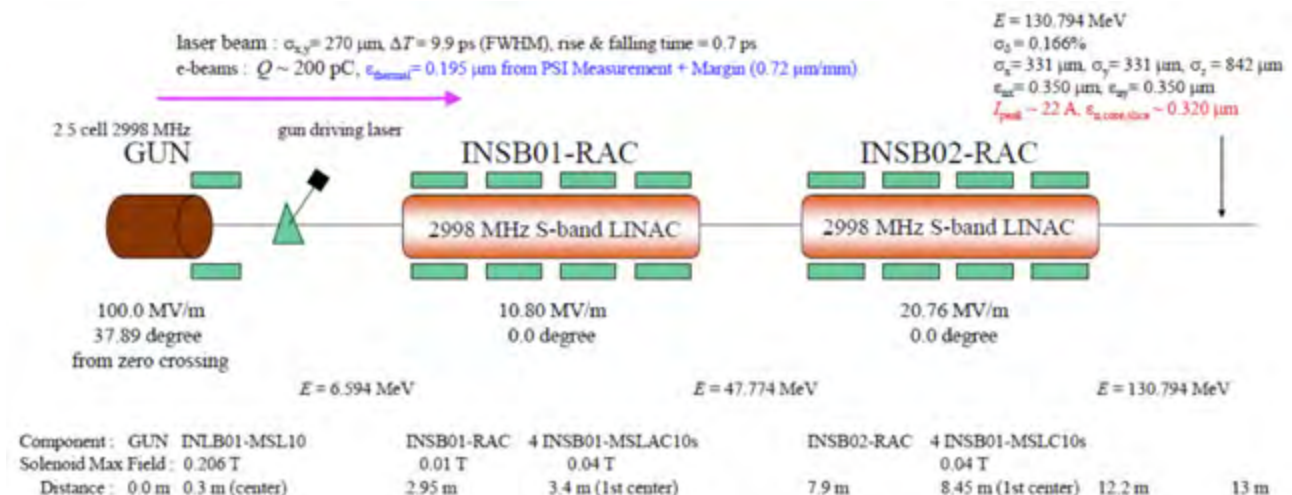 laser beam : σx,y= 270 μm, ΔT = 9.9 ps (FWHM), rise & falling time = 0.7 ps
e-beams : Q ~ 200 pC, εthermal= 0.195 μm from PSI Measurement + Margin (0.72 μm/mm)
E = 130.794 MeV
σδ = 0.166%
σx= 331 μm, σy= 331 μm, σz = 842 μm
εnx= 0.350 μm, εny= 0.350 μm
Ipeak ~ 22 A, εn,core,slice ~ 0.320 μm
2.5 cell 2998 MHz
GUN
gun driving laser
INSB01-RAC
INSB02-RAC
2998 MHz S-band LINAC
2998 MHz S-band LINAC
100.0 MV/m
37.89 degree
from zero crossing
10.80 MV/m
0.0 degree
20.76 MV/m
0.0 degree
E = 6.594 MeV
E = 47.774 MeV
E = 130.794 MeV
Component : GUN INLB01-MSL10 INSB01-RAC 4 INSB01-MSLAC10s INSB02-RAC 4 INSB01-MSLC10s
Solenoid Max Field : 0.206 T 0.01 T 0.04 T 0.04 T
Distance : 0.0 m 0.3 m (center) 2.95 m 3.4 m (1st center) 7.9 m 8.45 m (1st center) 12.2 m 13 m